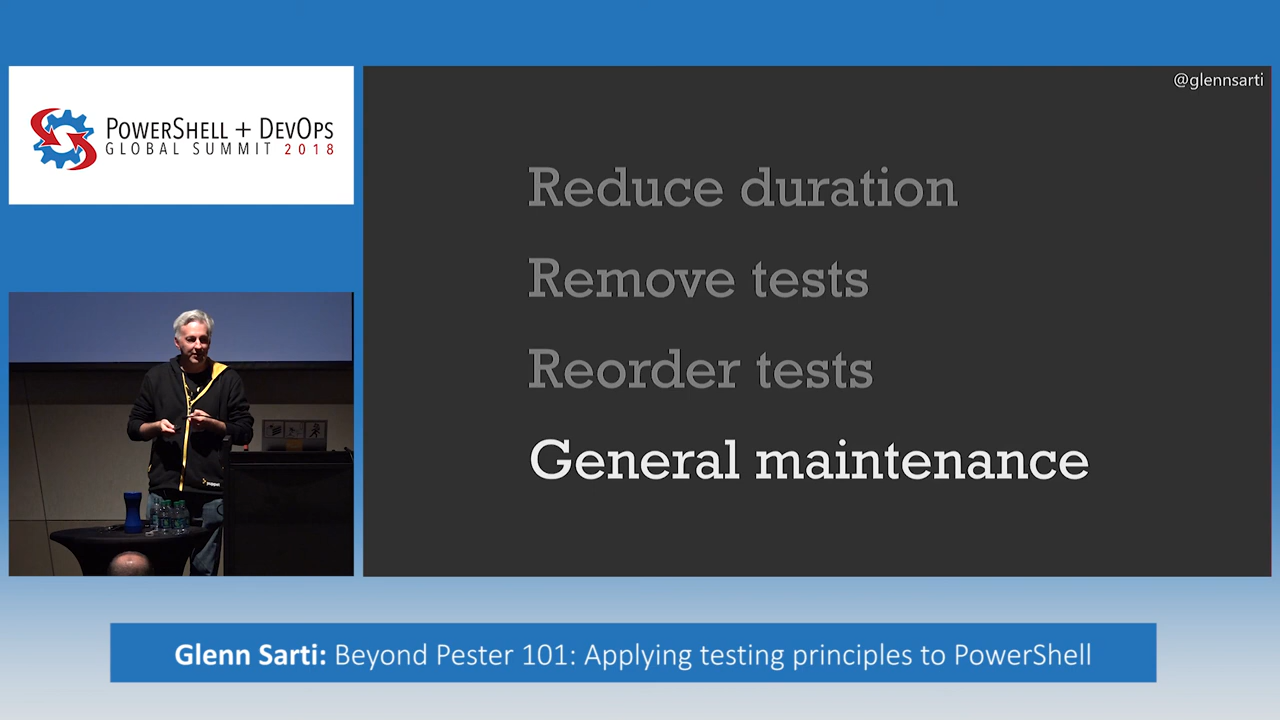 POWERSHELL + DEVOPS
GLOBAL SUMMIT 2018
@glennsarti
Reduce duration
Remove tests
Reorder tests
General maintenance
puppet
Glenn Sarti: Beyond Pester 101: Applying testing principles to PowerShell